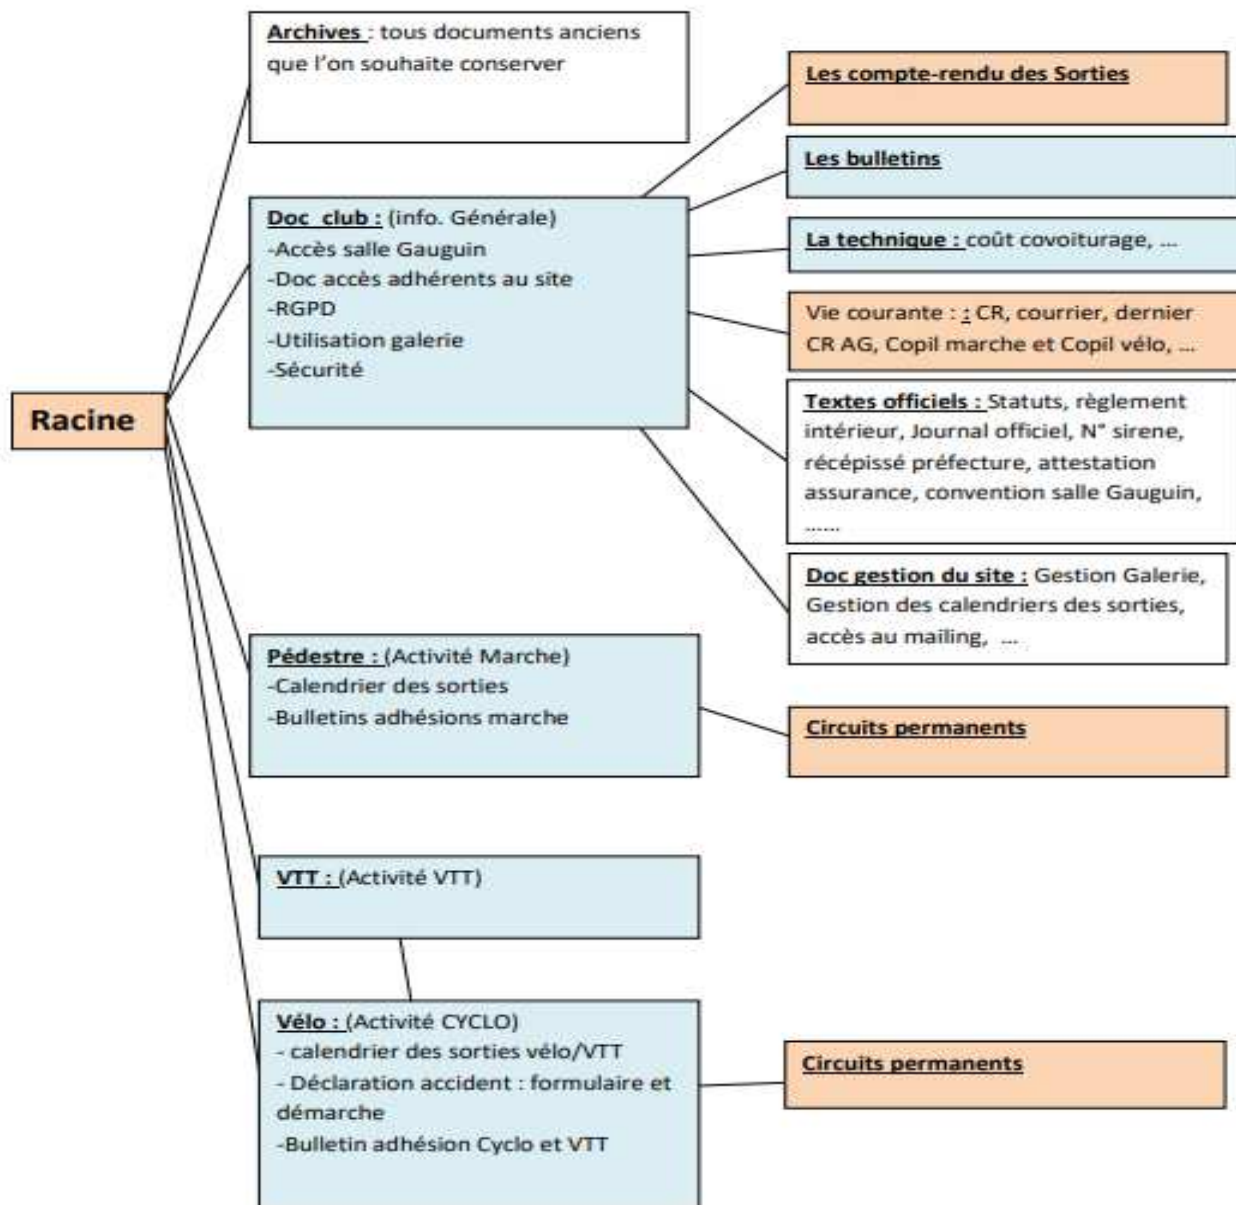 Archives : tous documents anciens
que l'on souhaite conserver
Les compte-rendu des Sorties
Les bulletins
Doc club : (info. Générale)
-Accès salle Gauguin
-Doc accès adhérents au site
-RGPD
-Utilisation galerie
-Sécurité
La technique : coût covoiturage, ...
Vie courante : : CR, courrier, dernier
CR AG, Copil marche et Copil vélo, ...
Racine
Textes officiels : Statuts, règlement
intérieur, Journal officiel, N° sirene,
récépissé préfecture, attestation
assurance, convention salle Gauguin,
......
Doc gestion du site : Gestion Galerie,
Gestion des calendriers des sorties,
accès au mailing, ...
Pédestre : (Activité Marche)
-Calendrier des sorties
-Bulletins adhésions marche
Circuits permanents
VTT : (Activité VTT)
Vélo : (Activité CYCLO)
- calendrier des sorties vélo/VTT
- Déclaration accident : formulaire et
démarche
-Bulletin adhésion Cyclo et VTT
Circuits permanents